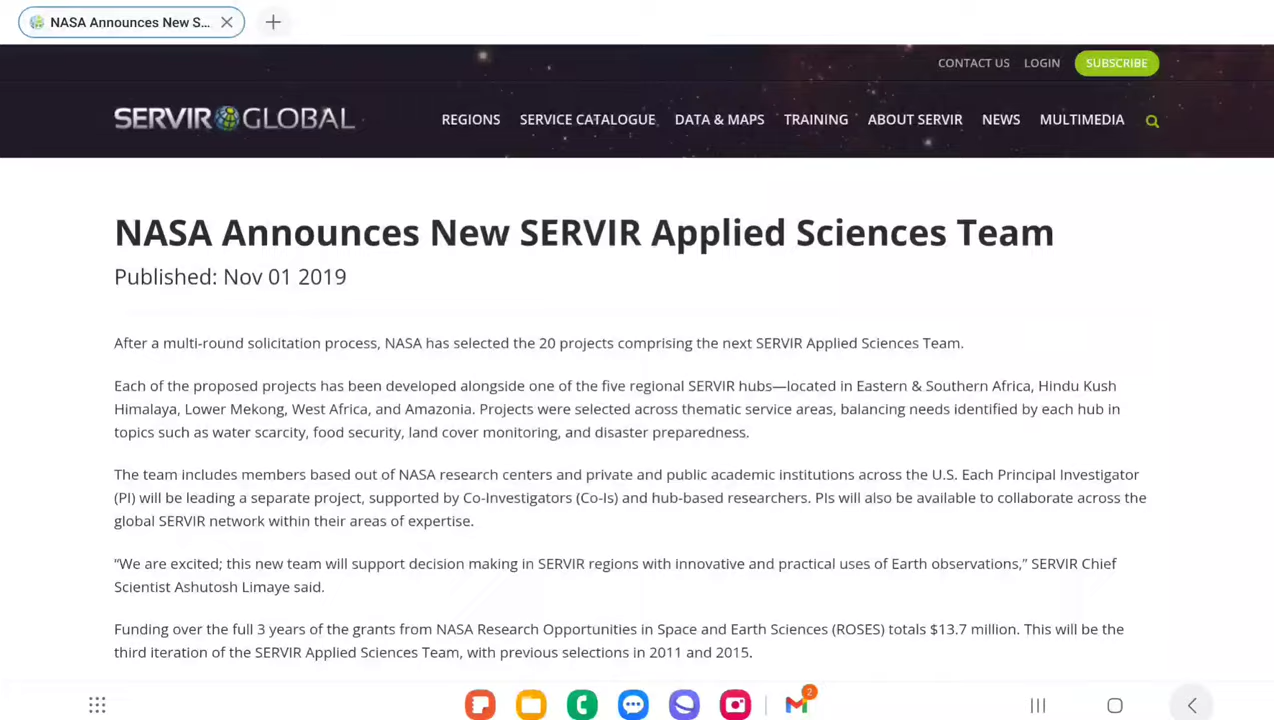 NASA Announces New S...
CONTACT US LOGIN SUBSCRIBE
SERVIR GLOBAL
REGIONS SERVICE CATALOGUE DATA & MAPS TRAINING ABOUT SERVIR NEWS MULTIMEDIA
NASA Announces New SERVIR Applied Sciences Team
Published: Nov 01 2019
After a multi-round solicitation process, NASA has selected the 20 projects comprising the next SERVIR Applied Sciences Team.
Each of the proposed projects has been developed alongside one of the five regional SERVIR hubs—located in Eastern & Southern Africa, Hindu Kush
Himalaya, Lower Mekong, West Africa, and Amazonia. Projects were selected across thematic service areas, balancing needs identified by each hub in
topics such as water scarcity, food security, land cover monitoring, and disaster preparedness.
The team includes members based out of NASA research centers and private and public academic institutions across the U.S. Each Principal Investigator
(PI) will be leading a separate project, supported by Co-Investigators (Co-Is) and hub-based researchers. PIs will also be available to collaborate across the
global SERVIR network within their areas of expertise.
“We are excited; this new team will support decision making in SERVIR regions with innovative and practical uses of Earth observations,” SERVIR Chief
Scientist Ashutosh Limaye said.
Funding over the full 3 years of the grants from NASA Research Opportunities in Space and Earth Sciences (ROSES) totals $13.7 million. This will be the
third iteration of the SERVIR Applied Sciences Team, with previous selections in 2011 and 2015.
2